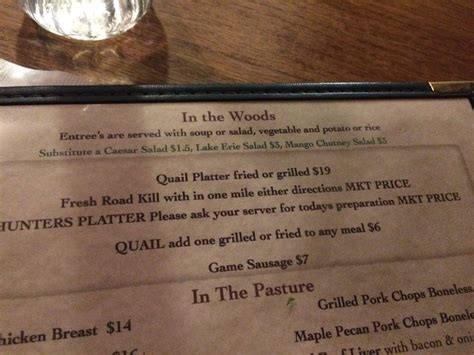 In the Woods
Entree's are served with soup or salad, vegetable and potato or rice
Substitute a Caesar Salad $1.5, Lake Erie Salad $3, Mango Chutney Salad $3
Quail Platter fried or grilled $19
Fresh Road Kill with in one mile either directions MKT PRICE
HUNTERS PLATTER Please ask your server for todays preparation MKT PRICE
QUAIL add one grilled or fried to any meal $6
Game Sausage $7
In The Pasture
Grilled Pork Chops Boneless
hicken Breast $14
Maple Pecan Pork Chops Boneless
Liver with bacon & oni